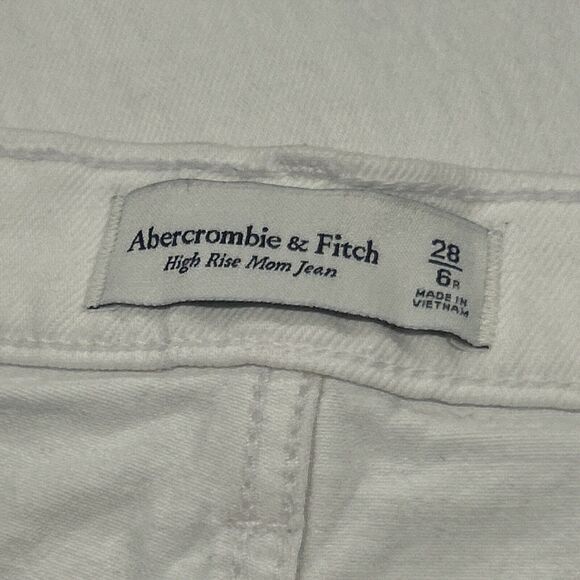 Abercrombie & Fitch
High Rise Mom Jean
28
6R
MADE IN
VIETNAM